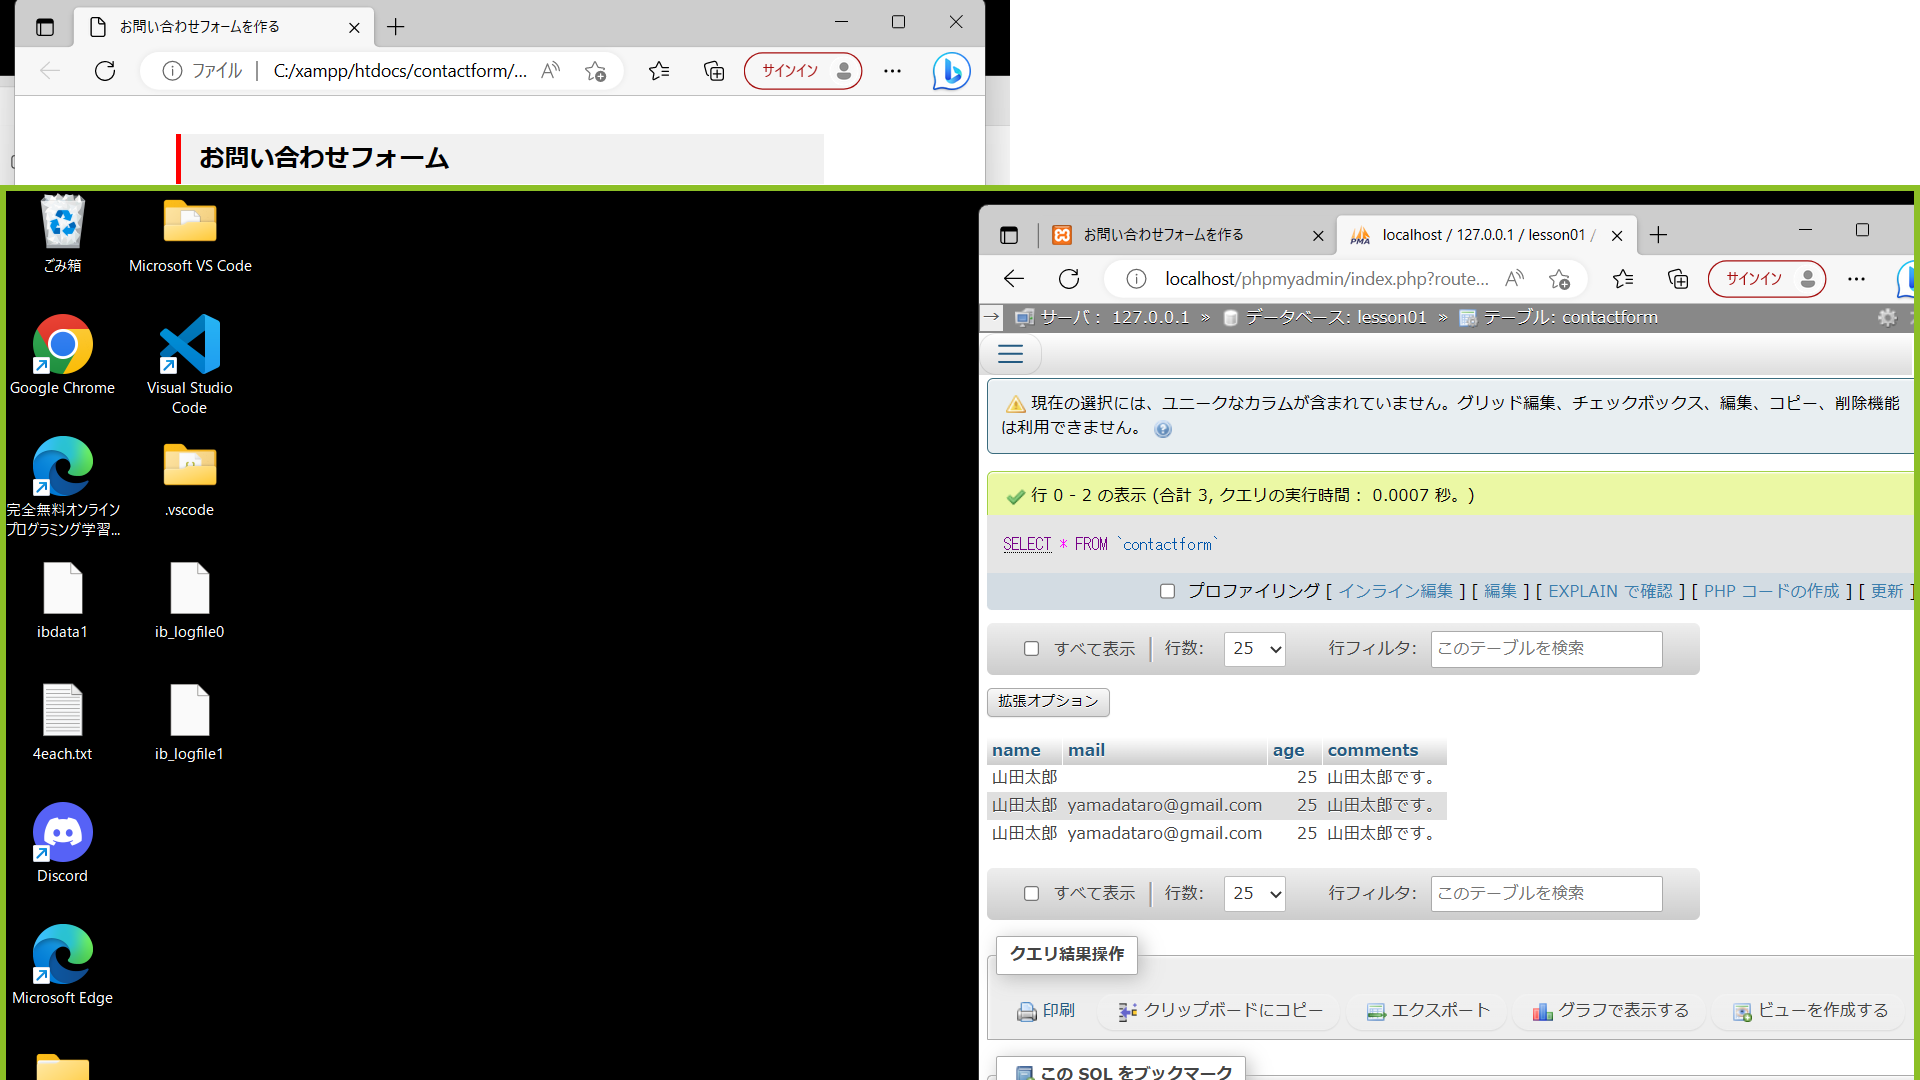 お問い合わせフォームを作る
ファイル C:/xampp/htdocs/contactform/... サインイン
お問い合わせフォーム
ごみ箱
Microsoft VS Code
Google Chrome
Visual Studio
Code
完全無料オンライン
プログラミング学習...
.vscode
ibdata1
ib_logfile0
4each.txt
ib_logfile1
Discord
Microsoft Edge
お問い合わせフォームを作る
localhost / 127.0.0.1 / lesson01 /
localhost/phpmyadmin/index.php?route... サインイン
サーバ： 127.0.0.1 » データベース: lesson01 » テーブル: contactform
現在の選択には、ユニークなカラムが含まれていません。グリッド編集、チェックボックス、編集、コピー、削除機能
は利用できません。
行 0 - 2 の表示 (合計 3, クエリの実行時間： 0.0007 秒。)
SELECT * FROM `contactform`
プロファイリング [ インライン編集 ] [ 編集 ] [ EXPLAIN で確認 ] [ PHP コードの作成 ] [ 更新 ]
すべて表示 行数: 25 行フィルタ: このテーブルを検索
拡張オプション
name mail age comments
山田太郎 25 山田太郎です。
山田太郎 yamadataro@gmail.com 25 山田太郎です。
山田太郎 yamadataro@gmail.com 25 山田太郎です。
すべて表示 行数: 25 行フィルタ: このテーブルを検索
クエリ結果操作
印刷 クリップボードにコピー エクスポート グラフで表示する ビューを作成する
この SQL をブックマーク